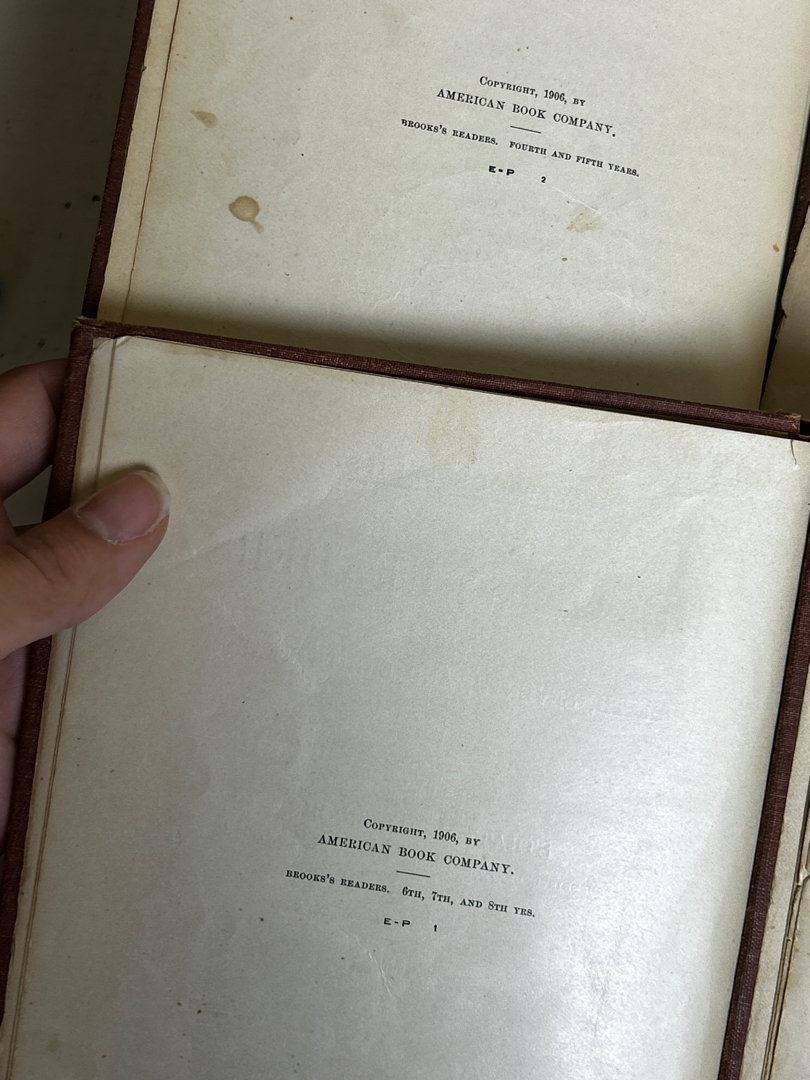 Copyright, 1906, by
AMERICAN BOOK COMPANY.
BROOKS'S READERS. FOURTH AND FIFTH YEARS.
E-P 2
Copyright, 1906, by
AMERICAN BOOK COMPANY.
BROOKS'S READERS. 6TH, 7TH, AND 8TH YRS.
E-P 1